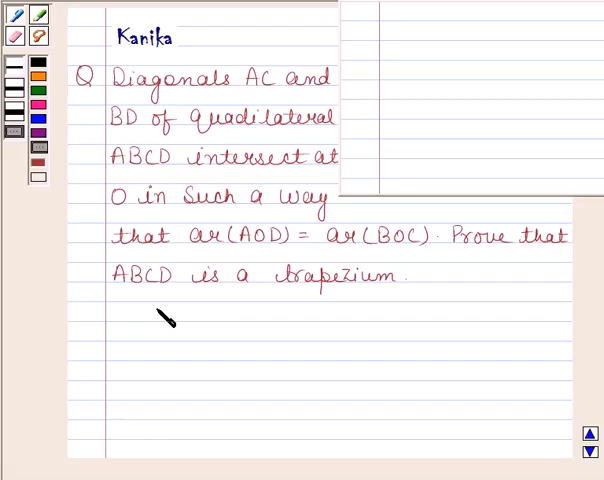 Kanika
Q Diagonals AC and
BD of quadilateral
ABCD intersect at
O in Such a way
that ar(AOD) = ar(BOC). Prove that
ABCD is a trapezium.